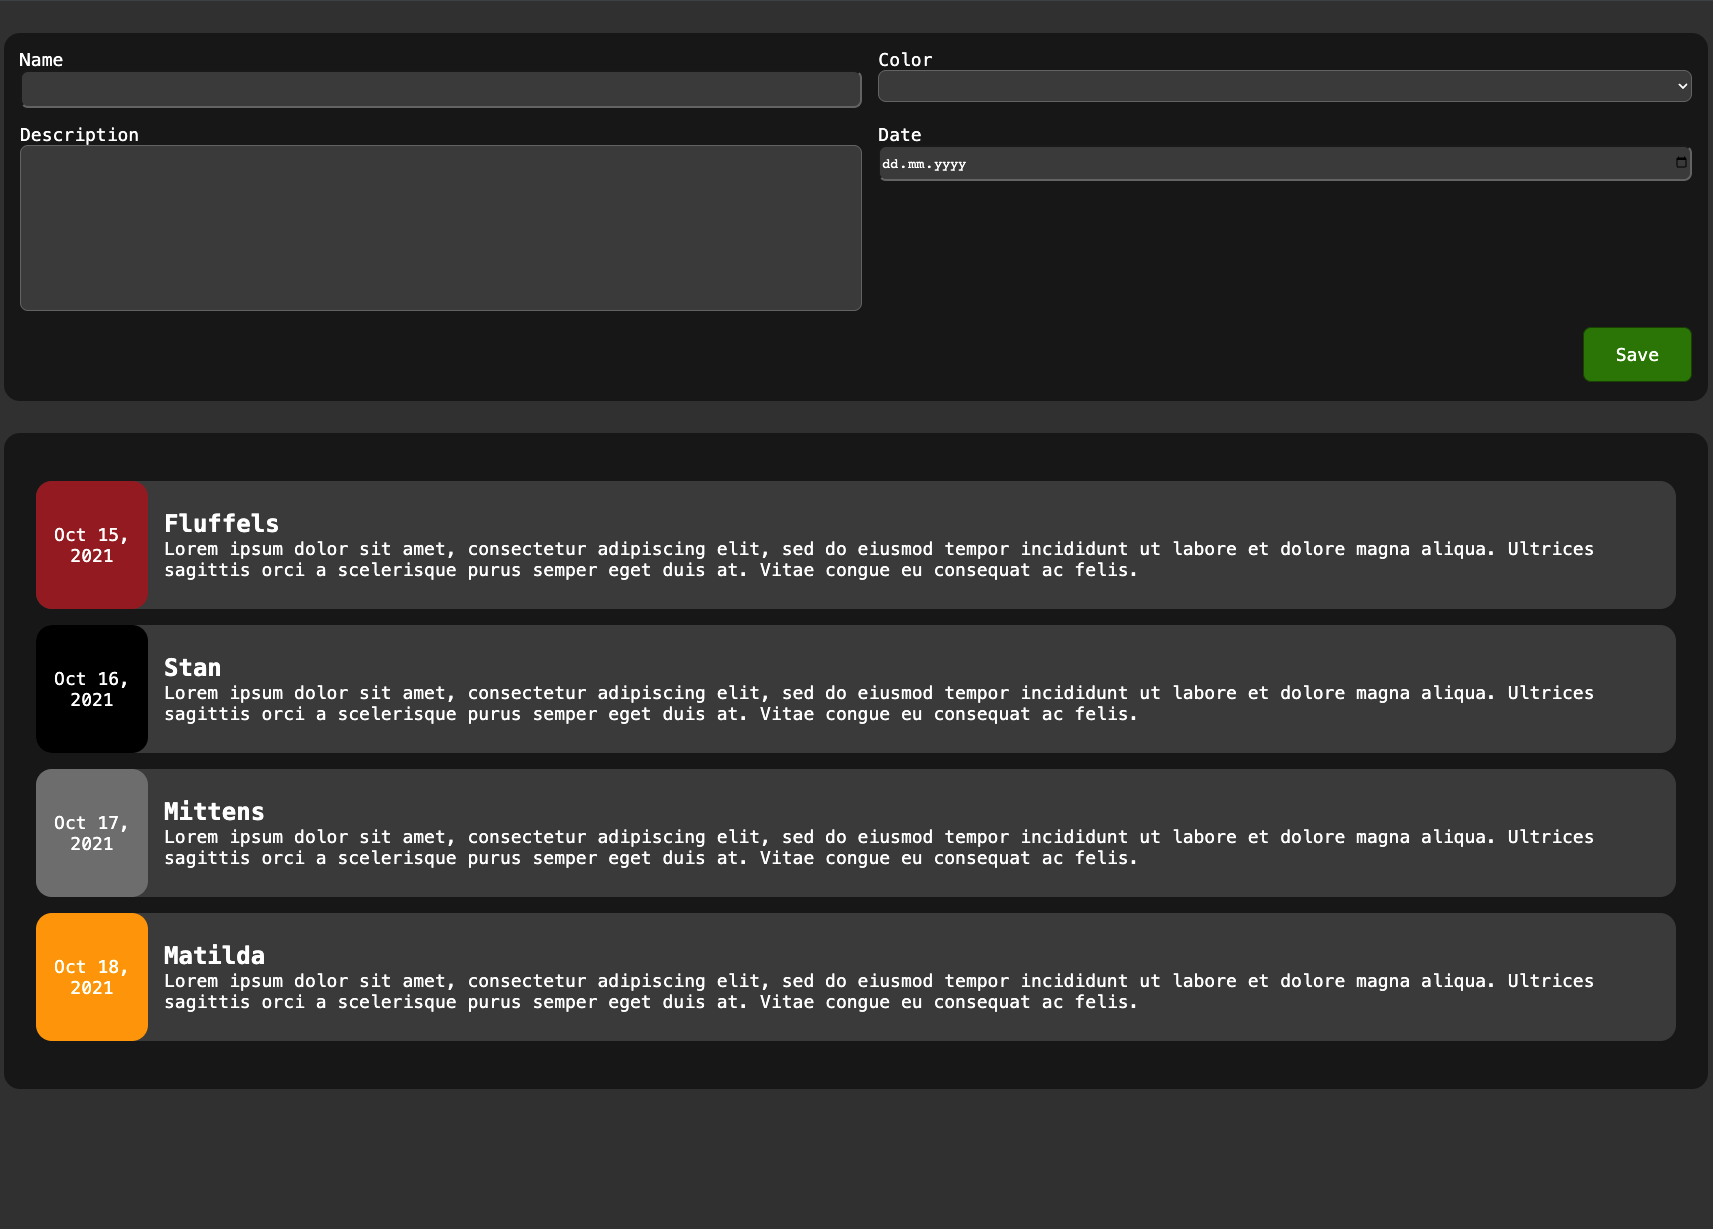 Name
Color
Description
Date
dd.mm.yyyy
Save
Oct 15,
2021
Fluffels
Lorem ipsum dolor sit amet, consectetur adipiscing elit, sed do eiusmod tempor incididunt ut labore et dolore magna aliqua. Ultrices
sagittis orci a scelerisque purus semper eget duis at. Vitae congue eu consequat ac felis.
Oct 16,
2021
Stan
Lorem ipsum dolor sit amet, consectetur adipiscing elit, sed do eiusmod tempor incididunt ut labore et dolore magna aliqua. Ultrices
sagittis orci a scelerisque purus semper eget duis at. Vitae congue eu consequat ac felis.
Oct 17,
2021
Mittens
Lorem ipsum dolor sit amet, consectetur adipiscing elit, sed do eiusmod tempor incididunt ut labore et dolore magna aliqua. Ultrices
sagittis orci a scelerisque purus semper eget duis at. Vitae congue eu consequat ac felis.
Oct 18,
2021
Matilda
Lorem ipsum dolor sit amet, consectetur adipiscing elit, sed do eiusmod tempor incididunt ut labore et dolore magna aliqua. Ultrices
sagittis orci a scelerisque purus semper eget duis at. Vitae congue eu consequat ac felis.